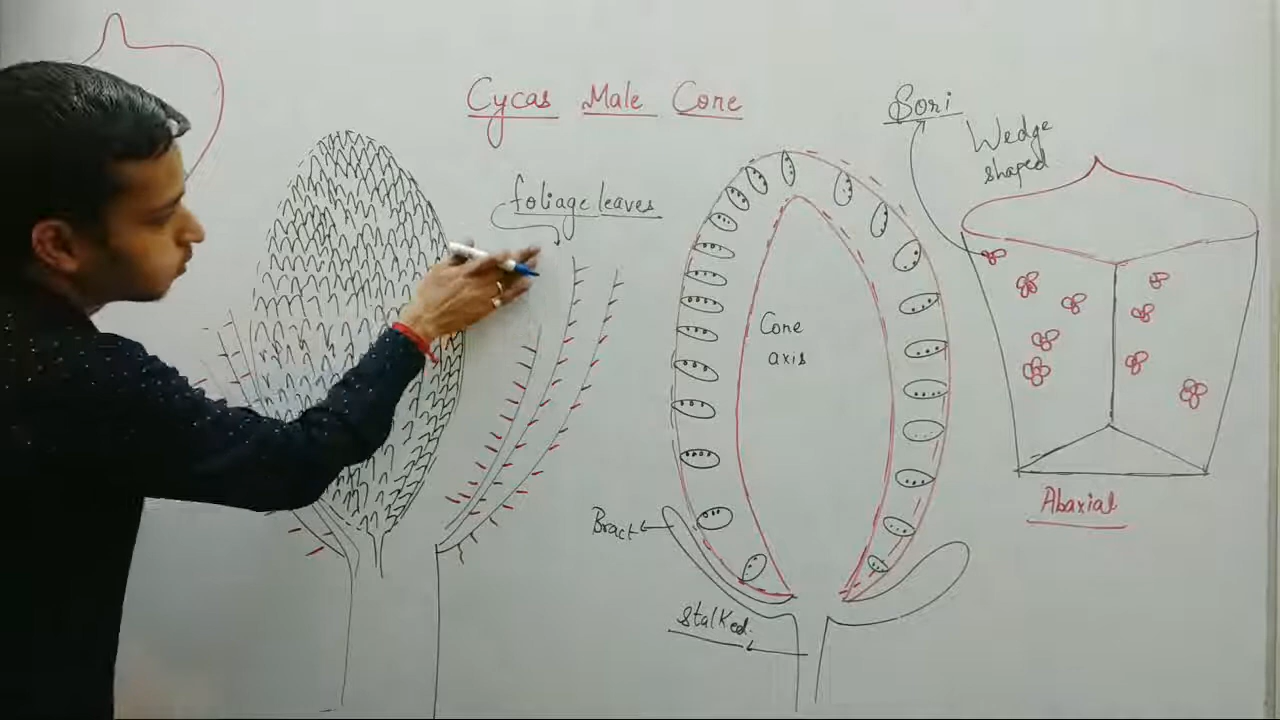 Cycas Male Cone
Sori
Wedge
shaped
foliage leaves
Cone
axis
Bract
Abaxial
stalked.